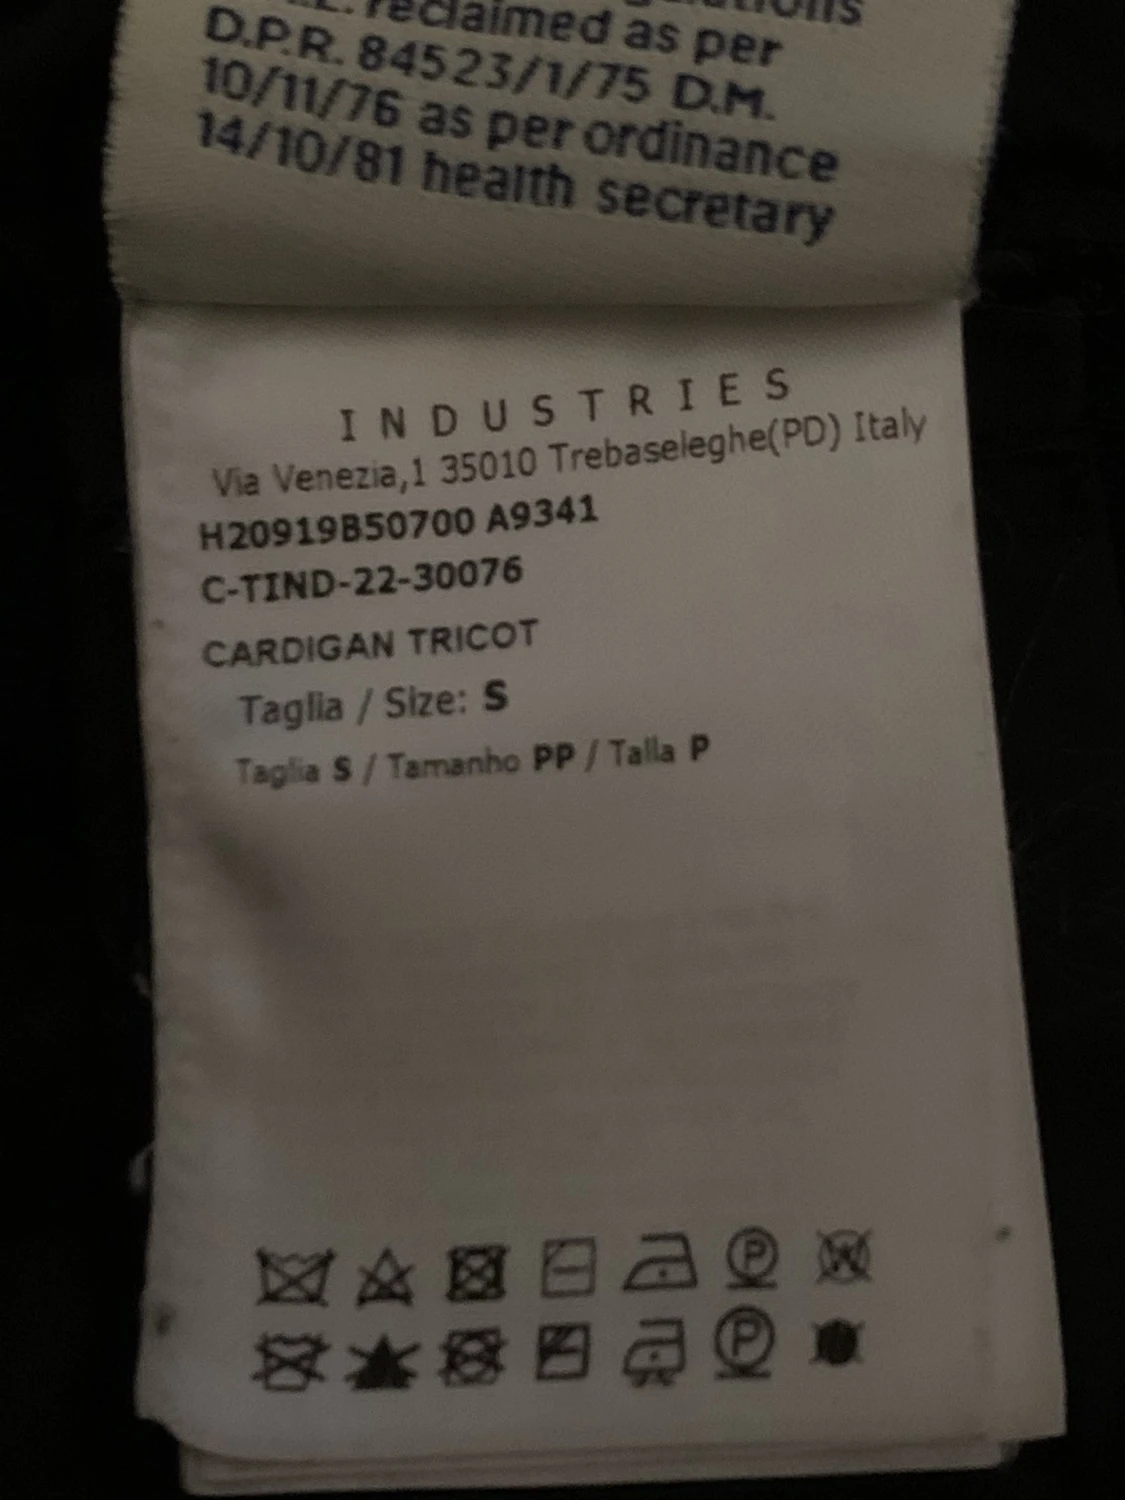 reclaimed as per
D.P.R. 84523/1/75 D.M.
10/11/76 as per ordinance
14/10/81 health secretary
INDUSTRIES
Via Venezia,1 35010 Trebaseleghe(PD) Italy
H20919B50700 A9341
C-TIND-22-30076
CARDIGAN TRICOT
Taglia / Size: S
Taglia S / Tamanho PP / Talla P
P W
P